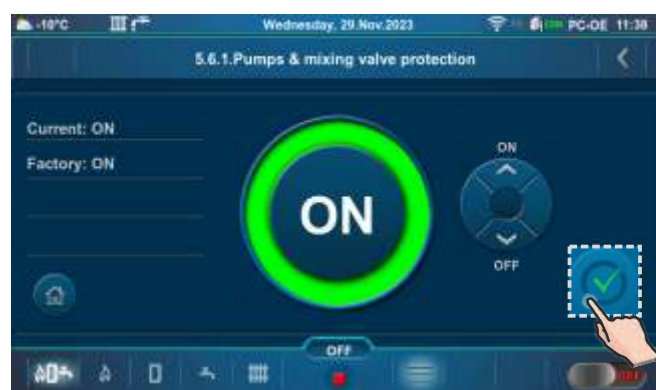 -10°C Wednesday, 29.Nov.2023 PC-OE 11:38
5.6.1.Pumps & mixing valve protection
Current: ON
Factory: ON
ON
ON
OFF
OFF
OFF